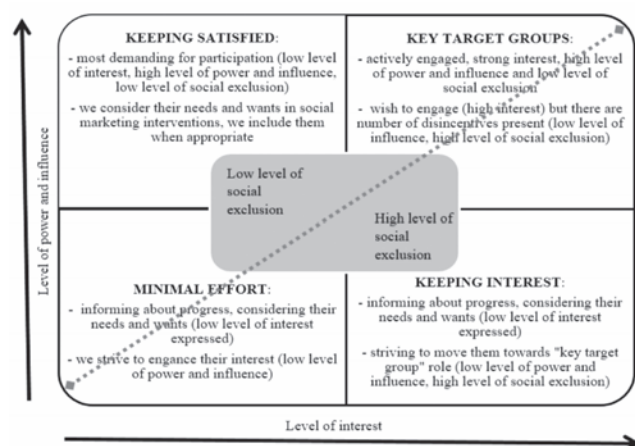 KEEPING SATISFIED:
- most demanding for participation (low level
of interest, high level of power and influence,
low level of social exclusion)
- we consider their needs and wants in social
marketing interventions, we include them
when appropriate
KEY TARGET GROUPS:
- actively engaged, strong interest, high
level of power and influence and low level of
social exclusion
- wish to engage (high interest) but there are
number of disincentives present (low level of
influence, high level of social exclusion)
Low level of
social
exclusion
High level of
social
exclusion
MINIMAL EFFORT:
- informing about progress, considering their
needs and wants (low level of interest
expressed)
- we strive to engance their interest (low level
of power and influence)
KEEPING INTEREST:
- informing about progress, considering their
needs and wants (low level of interest
expressed)
- striving to move them towards "key target
group" role (low level of power and
influence, high level of social exclusion)
Level of power and influence
Level of interest